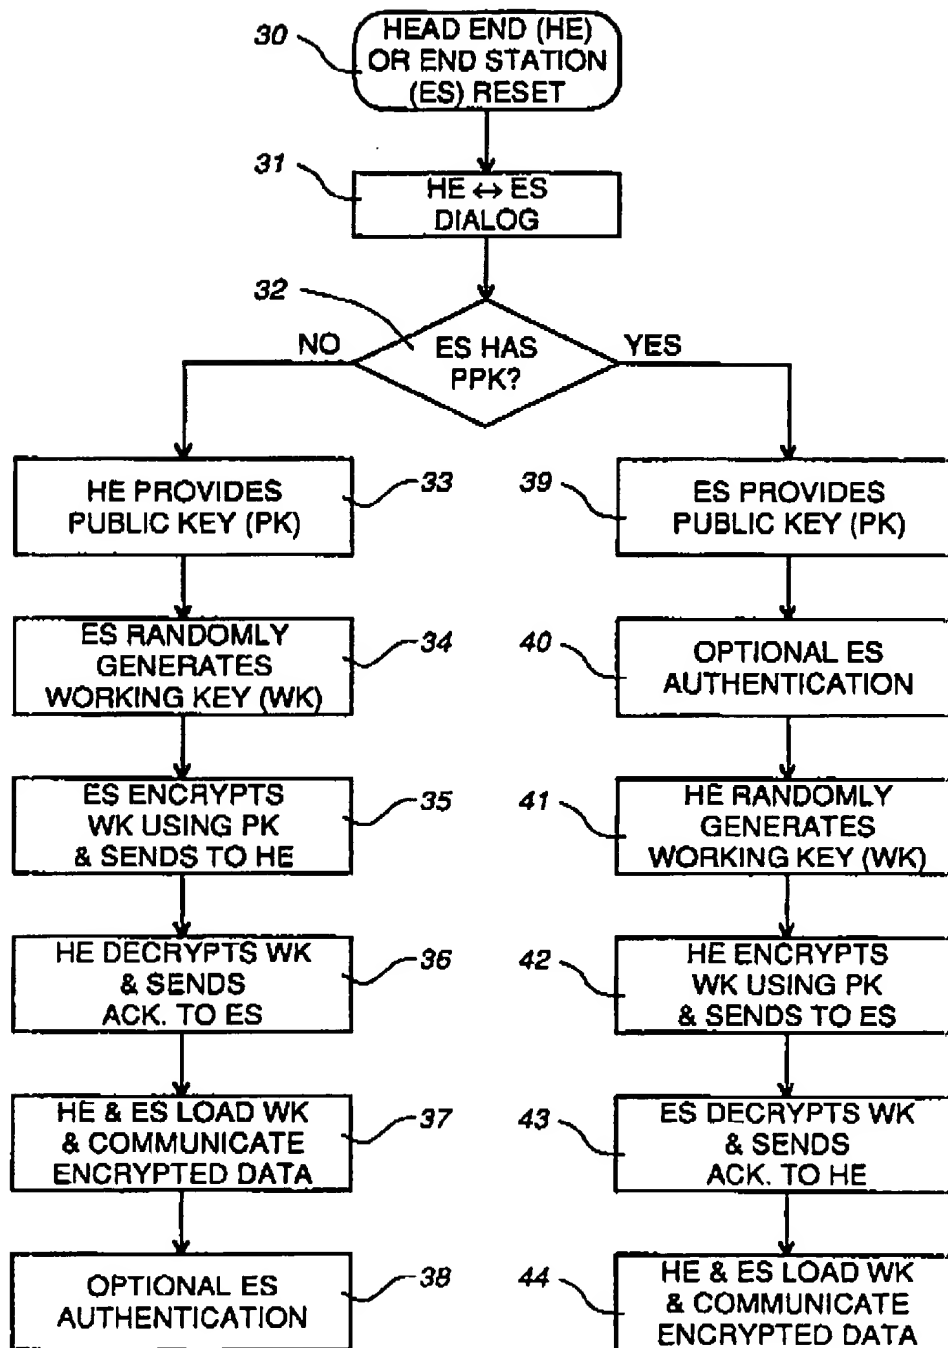 30
HEAD END (HE)
OR END STATION
(ES) RESET
31
HE ↔ ES
DIALOG
32
ES HAS
PPK?
NO
YES
HE PROVIDES
PUBLIC KEY (PK)
33
ES RANDOMLY
GENERATES
WORKING KEY (WK)
34
ES ENCRYPTS
WK USING PK
& SENDS TO HE
35
HE DECRYPTS WK
& SENDS
ACK. TO ES
36
HE & ES LOAD WK
& COMMUNICATE
ENCRYPTED DATA
37
OPTIONAL ES
AUTHENTICATION
38
39
ES PROVIDES
PUBLIC KEY (PK)
40
OPTIONAL ES
AUTHENTICATION
41
HE RANDOMLY
GENERATES
WORKING KEY (WK)
42
HE ENCRYPTS
WK USING PK
& SENDS TO ES
43
ES DECRYPTS WK
& SENDS
ACK. TO HE
44
HE & ES LOAD WK
& COMMUNICATE
ENCRYPTED DATA